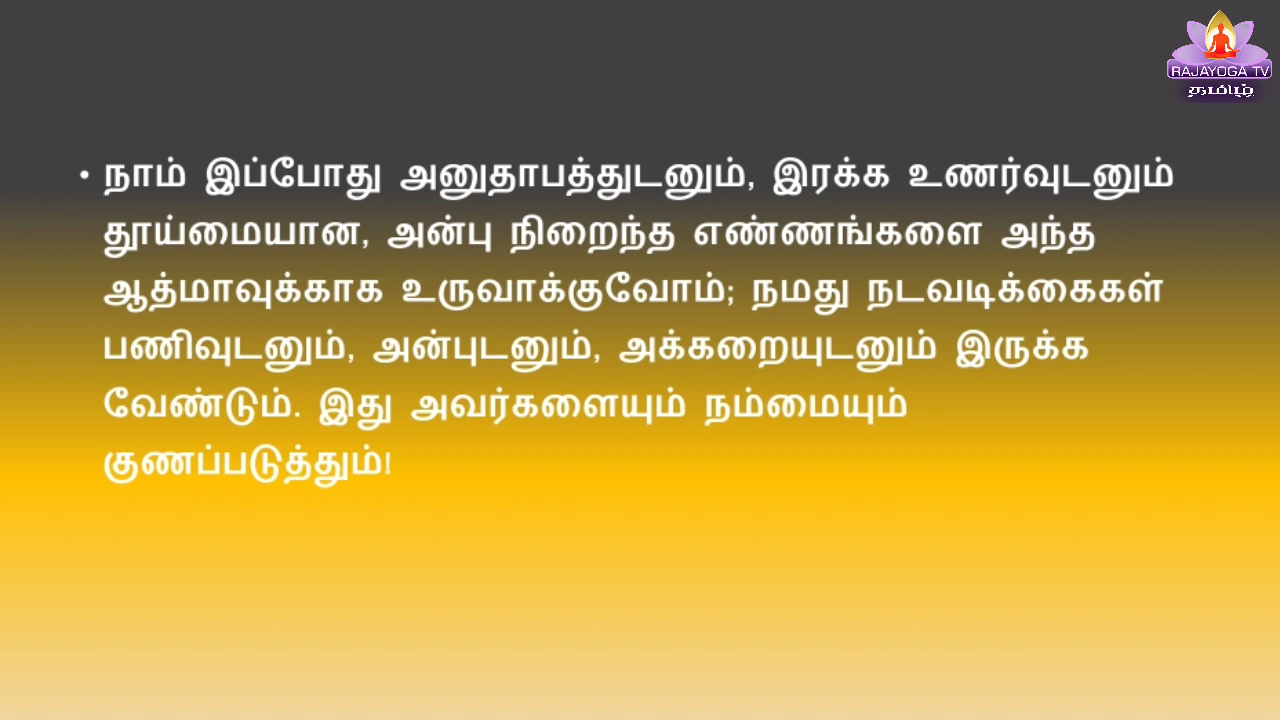 RAJAYOGA TV
தமிழ்
• நாம் இப்போது அனுதாபத்துடனும், இரக்க உணர்வுடனும்
தூய்மையான, அன்பு நிறைந்த எண்ணங்களை அந்த
ஆத்மாவுக்காக உருவாக்குவோம்; நமது நடவடிக்கைகள்
பணிவுடனும், அன்புடனும், அக்கறையுடனும் இருக்க
வேண்டும். இது அவர்களையும் நம்மையும்
குணப்படுத்தும்!